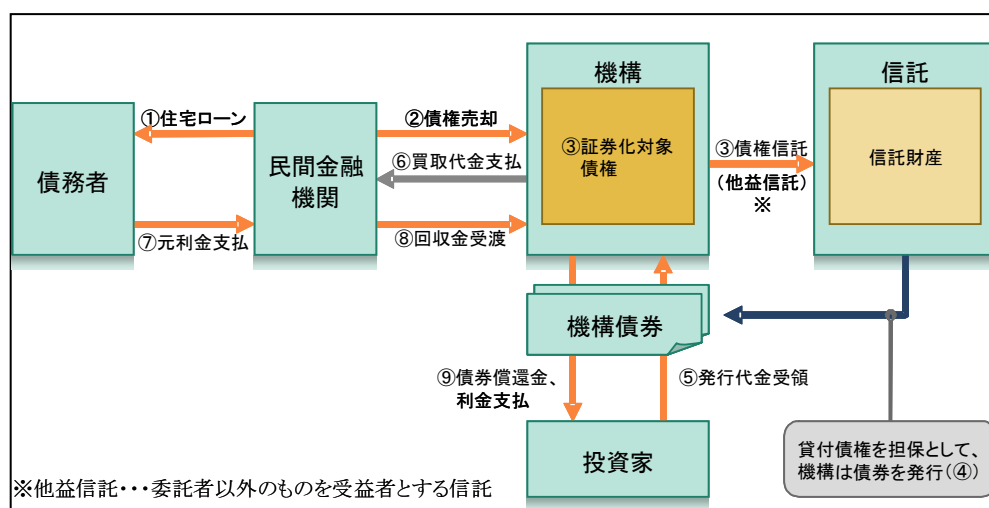 機構
信託
①住宅ローン
②債権売却
③証券化対象
債権
③債権信託
(他益信託)
※
信託財産
債務者
民間金融
機関
⑥買取代金支払
⑦元利金支払
⑧回収金受渡
機構債券
⑨債券償還金、
利金支払
⑤発行代金受領
投資家
貸付債権を担保として、
機構は債券を発行(④)
※他益信託・・・委託者以外のものを受益者とする信託